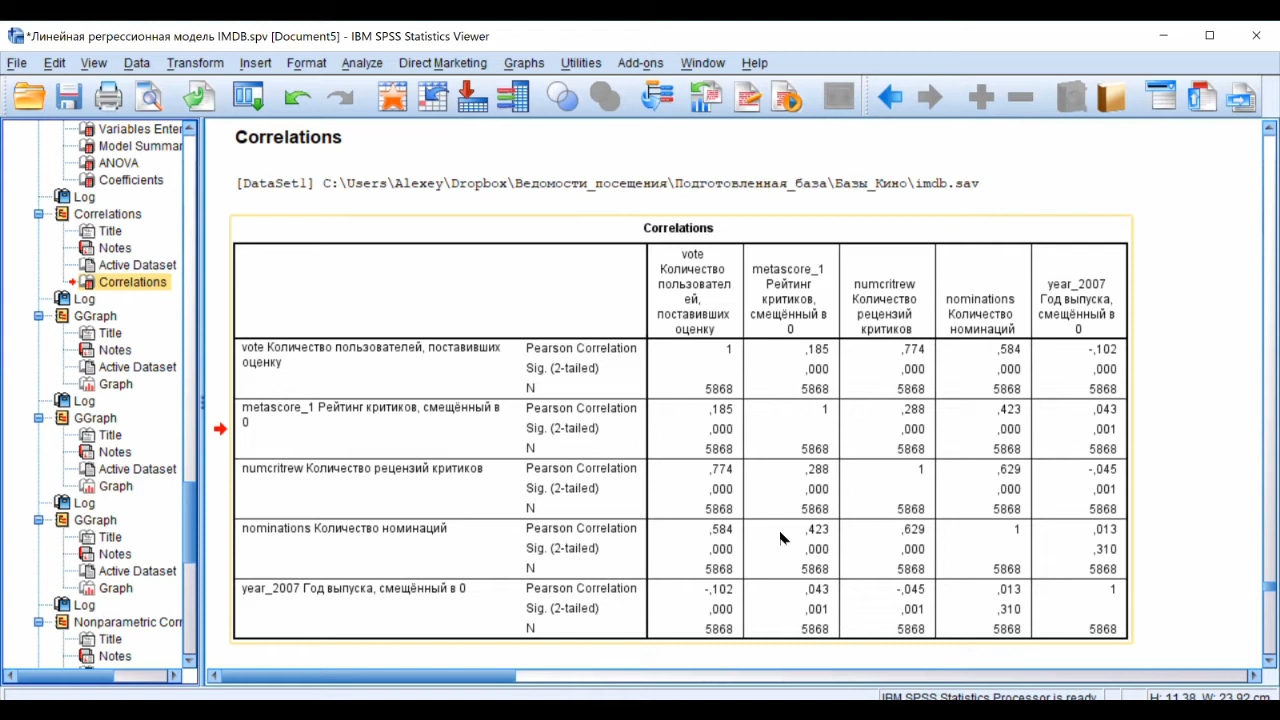 *Линейная регрессионная модель IMDB.spv [Document5] - IBM SPSS Statistics Viewer
File Edit View Data Transform Insert Format Analyze Direct Marketing Graphs Utilities Add-ons Window Help
Variables Enter
Model Summar
ANOVA
Coefficients
Log
Correlations
Title
Notes
Active Dataset
Correlations
Log
GGraph
Title
Notes
Active Dataset
Graph
Log
GGraph
Title
Notes
Active Dataset
Graph
Log
GGraph
Title
Notes
Active Dataset
Graph
Log
Nonparametric Corr
Title
Notes
Correlations
[DataSet1] C:\Users\Alexey\Dropbox\Ведомости_посещения\Подготовленная_база\Базы_Кино\imdb.sav
Correlations
vote
Количество
пользовател
ей,
поставивших
оценку
metascore_1
Рейтинг
критиков,
смещённый в
0
numcritrew
Количество
рецензий
критиков
nominations
Количество
номинаций
year_2007
Год выпуска,
смещённый в
0
vote Количество пользователей, поставивших
оценку
Pearson Correlation 1 ,185 ,774 ,584 -,102
Sig. (2-tailed) ,000 ,000 ,000 ,000
N 5868 5868 5868 5868 5868
metascore_1 Рейтинг критиков, смещённый в
0
Pearson Correlation ,185 1 ,288 ,423 ,043
Sig. (2-tailed) ,000 ,000 ,000 ,001
N 5868 5868 5868 5868 5868
numcritrew Количество рецензий критиков
Pearson Correlation ,774 ,288 1 ,629 -,045
Sig. (2-tailed) ,000 ,000 ,000 ,001
N 5868 5868 5868 5868 5868
nominations Количество номинаций
Pearson Correlation ,584 ,423 ,629 1 ,013
Sig. (2-tailed) ,000 ,000 ,000 ,310
N 5868 5868 5868 5868 5868
year_2007 Год выпуска, смещённый в 0
Pearson Correlation -,102 ,043 -,045 ,013 1
Sig. (2-tailed) ,000 ,001 ,001 ,310
N 5868 5868 5868 5868 5868
IBM SPSS Statistics Processor is ready
H: 11.38, W: 23.92 cm